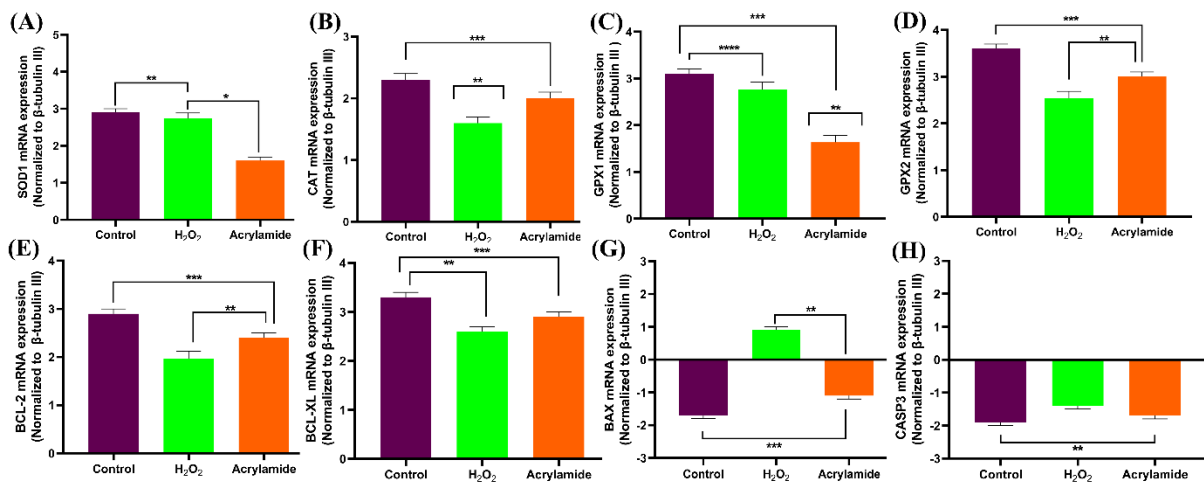 (A)
SOD1 mRNA expression
(Normalized to β-tubulin III)
4
3
2
1
0
**
*
Control
H₂O₂
Acrylamide
(B)
CAT mRNA expression
(Normalized to β-tubulin III)
3
2
1
0
***
**
Control
H₂O₂
Acrylamide
(C)
GPX1 mRNA expression
(Normalized to β-tubulin III )
4
3
2
1
0
***
****
**
Control
H₂O₂
Acrylamide
(D)
GPX2 mRNA expression
(Normalized to β-tubulin III)
4
3
2
1
0
***
**
Control
H₂O₂
Acrylamide
(E)
BCL-2 mRNA expression
(Normalized to β-tubulin III)
4
3
2
1
0
***
**
Control
H₂O₂
Acrylamide
(F)
BCL-XL mRNA expression
(Normalized to β-tubulin III)
4
3
2
1
0
***
**
Control
H₂O₂
Acrylamide
(G)
BAX mRNA expression
(Normalized to β-tubulin III)
3
2
1
0
-1
-2
-3
**
***
Control
H₂O₂
Acrylamide
(H)
CASP3 mRNA expression
(Normalized to β-tubulin III)
3
2
1
0
-1
-2
-3
**
Control
H₂O₂
Acrylamide